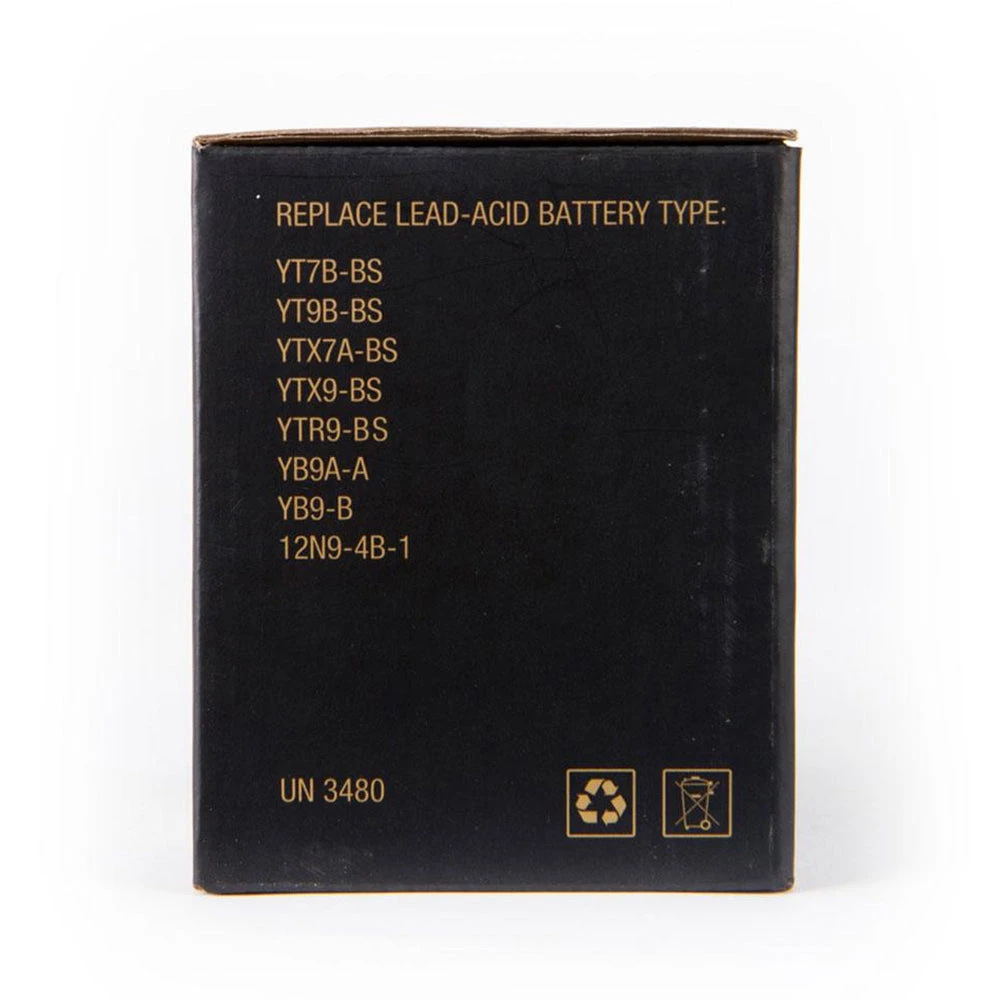 REPLACE LEAD-ACID BATTERY TYPE:
YT7B-BS
YT9B-BS
YTX7A-BS
YTX9-BS
YTR9-BS
YB9A-A
YB9-B
12N9-4B-1
UN 3480